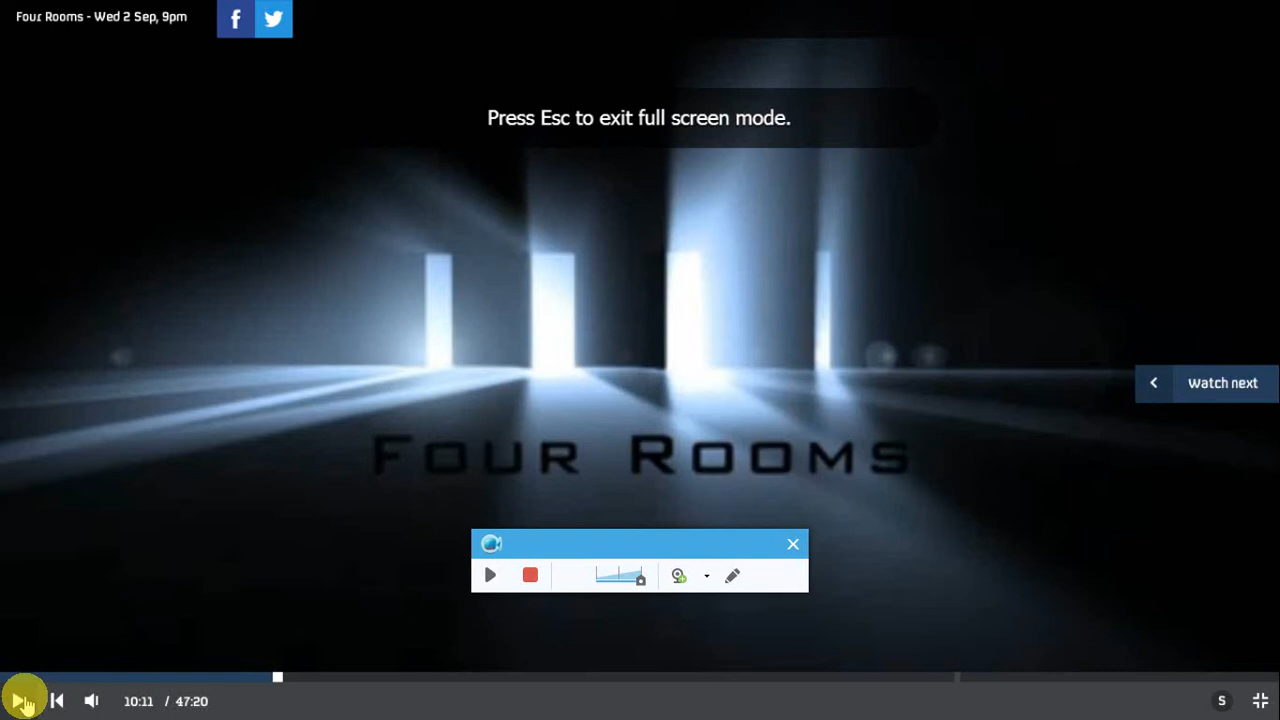 Four Rooms - Wed 2 Sep, 9pm
f
Press Esc to exit full screen mode.
Watch next
FOUR ROOMS
10:11 / 47:20
S